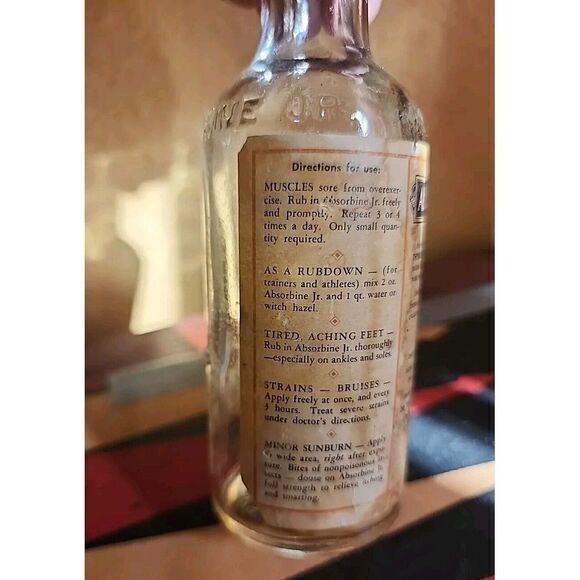 INE JR
Directions for use:
MUSCLES sore from overexer-
cise. Rub in Absorbine Jr. freely
and promptly. Repeat 3 or 4
times a day. Only small quan-
tity required.
AS A RUBDOWN — (for
trainers and athletes) mix 2 oz.
Absorbine Jr. and 1 qt. water or
witch hazel.
TIRED, ACHING FEET —
Rub in Absorbine Jr. thoroughly
—especially on ankles and soles.
STRAINS — BRUISES —
Apply freely at once, and every
3 hours. Treat severe strains
under doctor's directions.
MINOR SUNBURN — Apply
wide area, right after expo-
sure. Bites of nonpoisonous in-
sects — douse on Absorbine Jr.
full strength to relieve itching
and smarting.